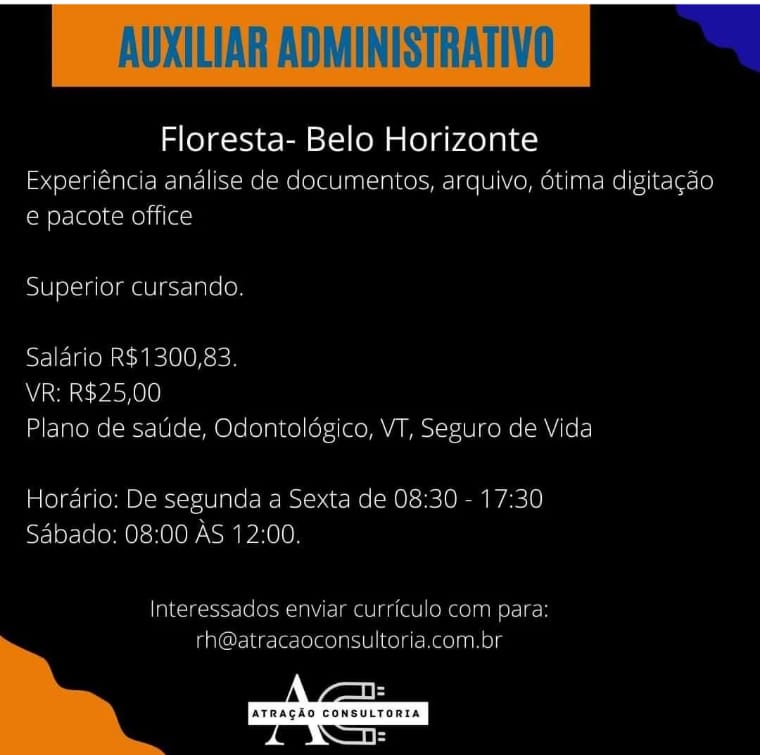 AUXILIAR ADMINISTRATIVO
Floresta- Belo Horizonte
Experiência análise de documentos, arquivo, ótima digitação
e pacote office
Superior cursando.
Salário R$1300,83.
VR: R$25,00
Plano de saúde, Odontológico, VT, Seguro de Vida
Horário: De segunda a Sexta de 08:30 - 17:30
Sábado: 08:00 ÀS 12:00.
Interessados enviar currículo com para:
rh@atracaoconsultoria.com.br
AC
ATRAÇÃO CONSULTORIA